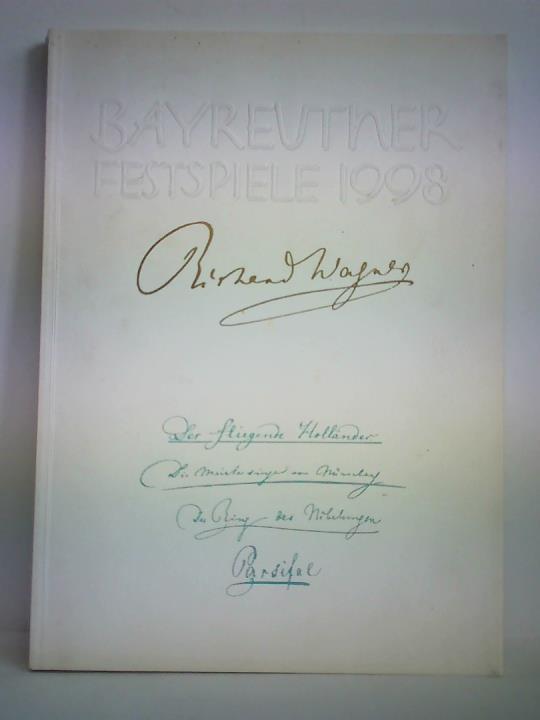 BAYREUTHER
FESTSPIELE 1998
Richard Wagner
Der fliegende Holländer
Die Meistersinger von Nürnberg
Der Ring des Nibelungen
Parsifal